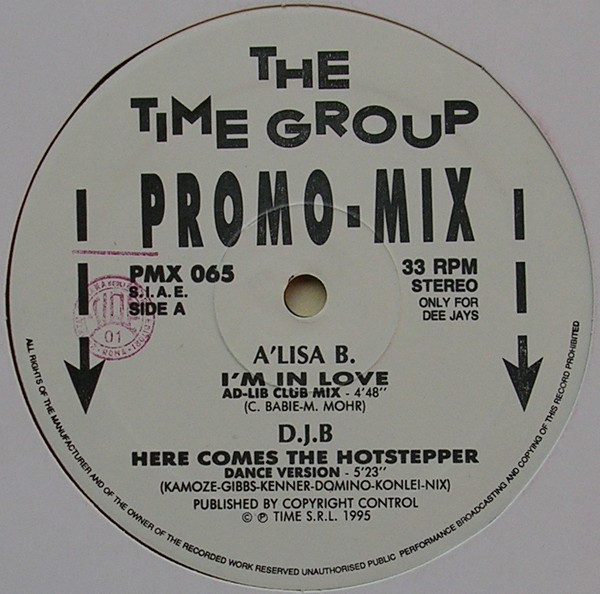 THE
TIME GROUP
PROMO-MIX
PMX 065
S.I.A.E.
SIDE A
33 RPM
STEREO
ONLY FOR
DEE JAYS
01
ROMA
A'LISA B.
I'M IN LOVE
AD-LIB CLUB MIX - 4'48"
(C. BABIE-M. MOHR)
D.J.B
HERE COMES THE HOTSTEPPER
DANCE VERSION - 5'23''
(KAMOZE-GIBBS-KENNER-DOMINO-KONLEI-NIX)
PUBLISHED BY COPYRIGHT CONTROL
© ℗ TIME S.R.L. 1995
ALL RIGHTS OF THE MANUFACTURER AND OF THE OWNER OF THE RECORDED WORK RESERVED UNAUTHORISED PUBLIC PERFORMANCE BROADCASTING AND COPYING OF THIS RECORD PROHIBITED